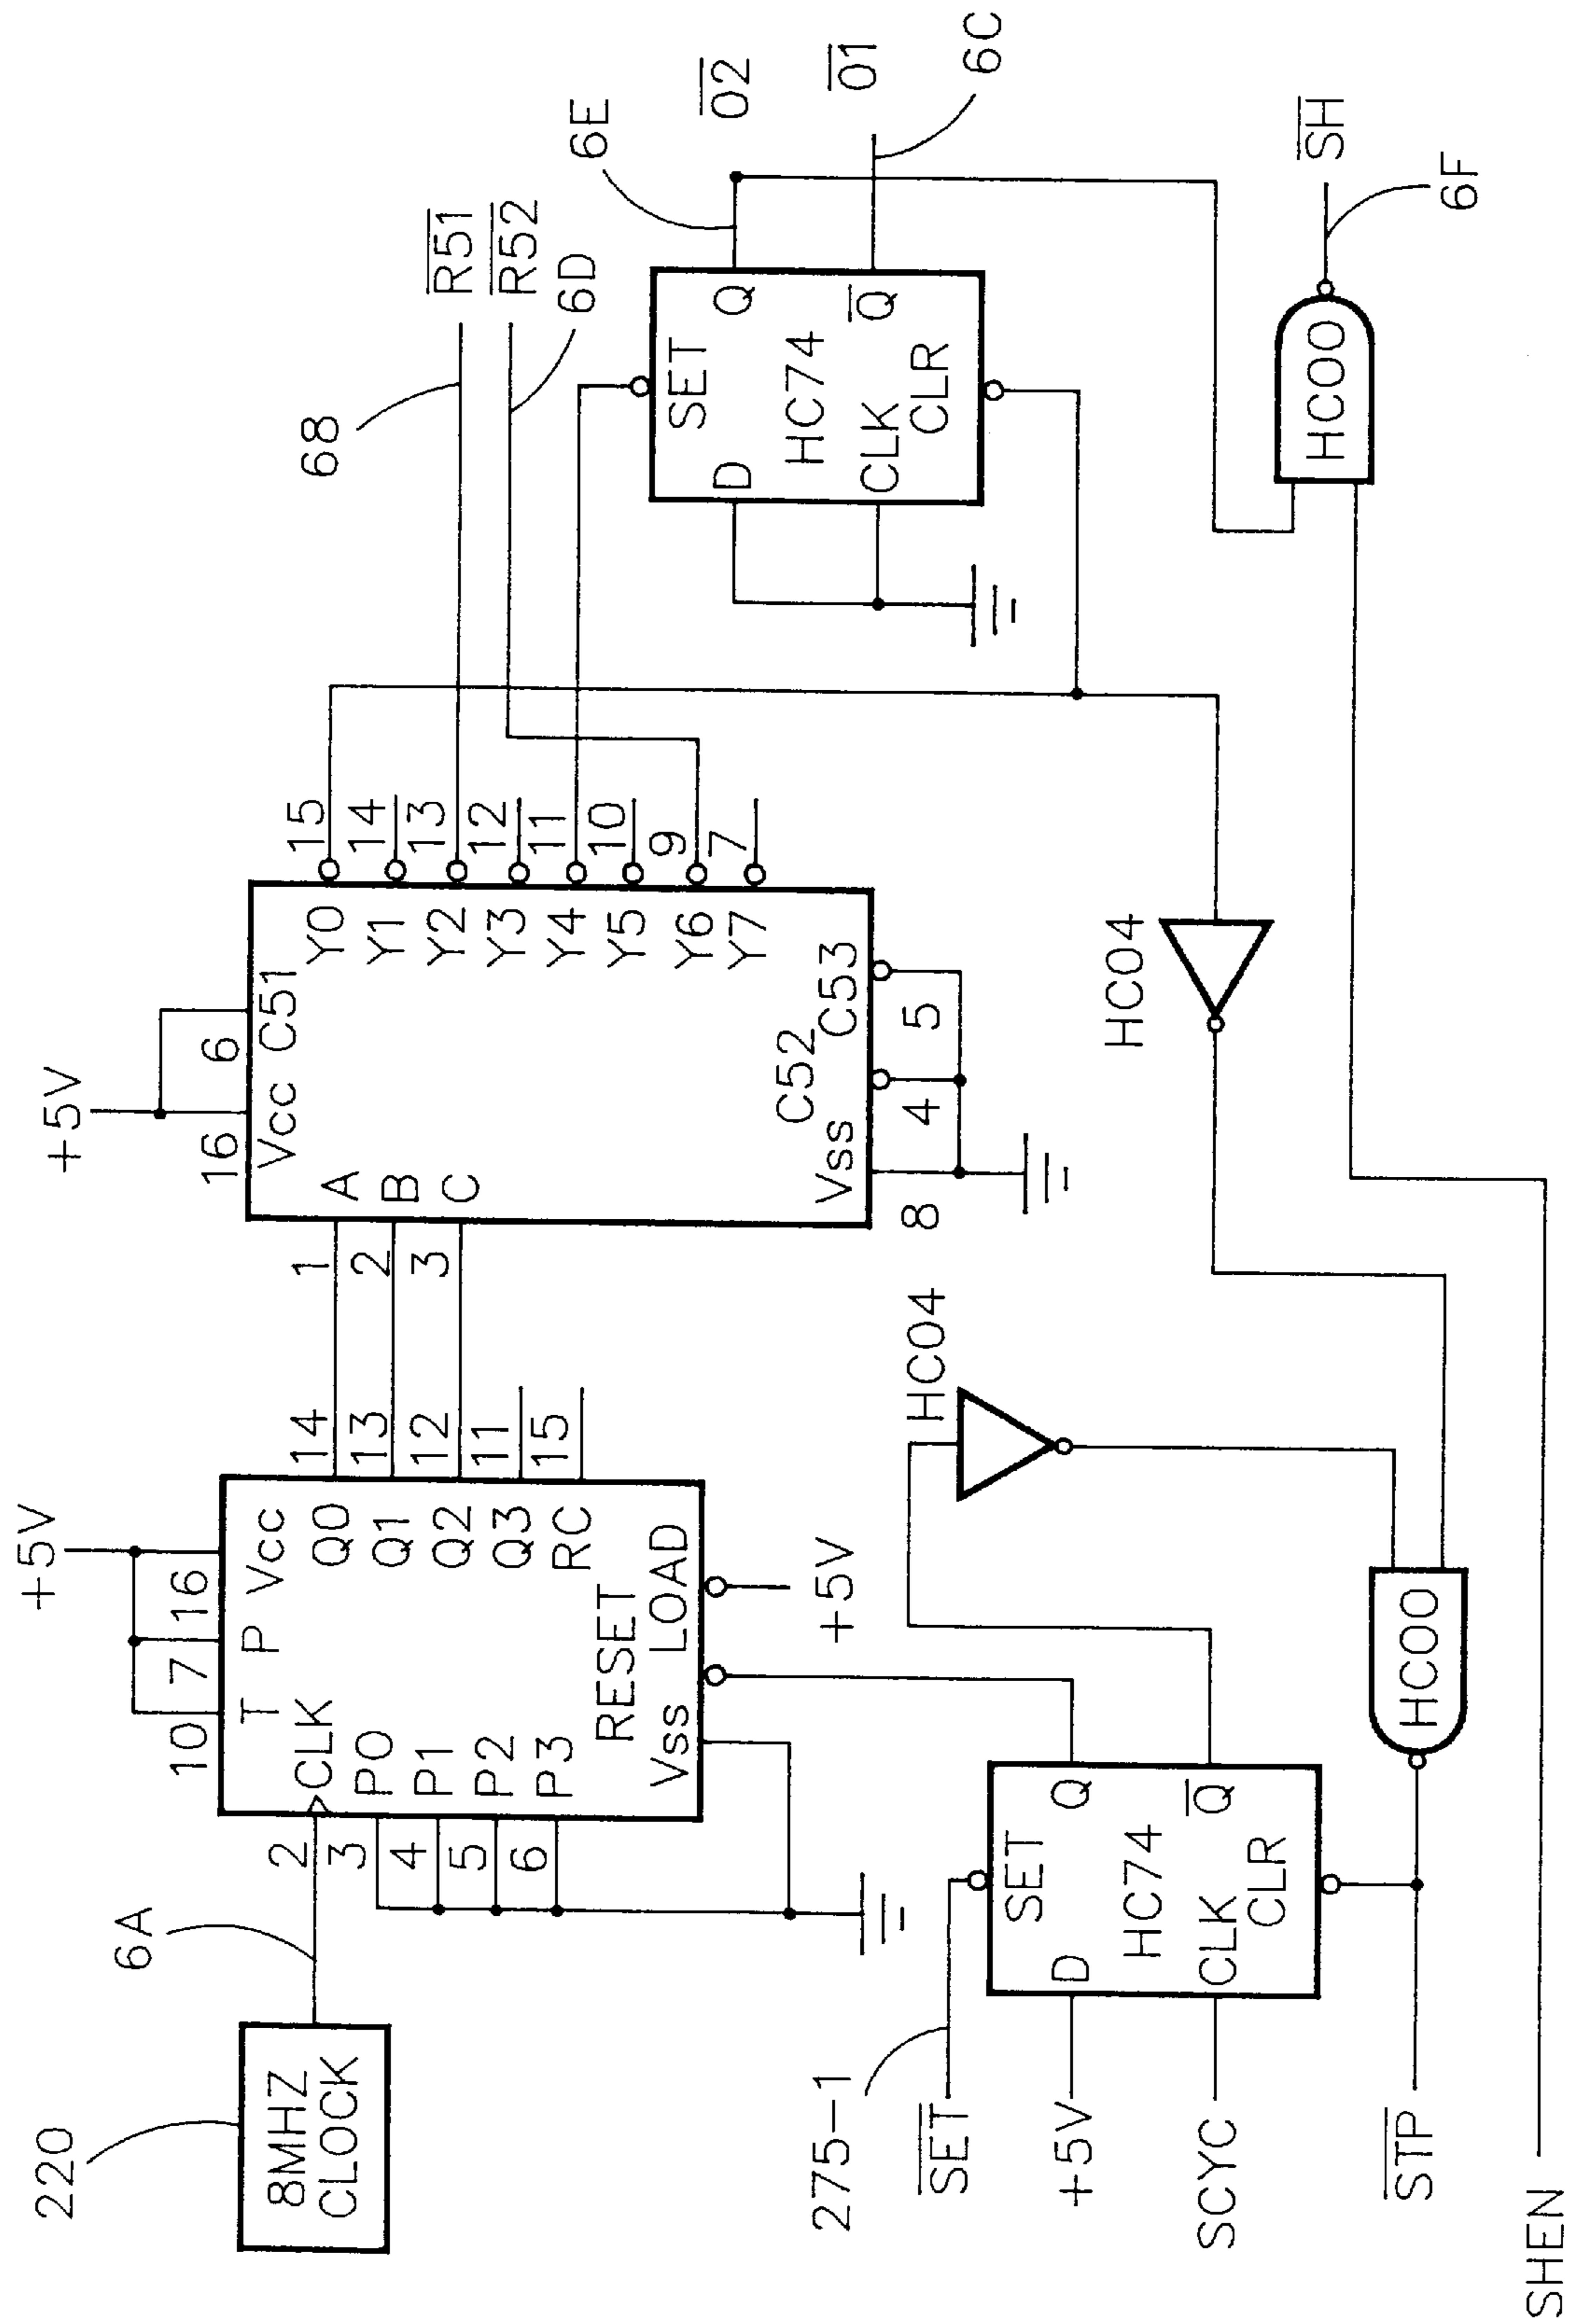 220
8MHZ
CLOCK
6A
+5V
10
7
16
T
P
Vcc
2
CLK
3
P0
4
P1
5
P2
6
P3
Q0
14
Q1
13
Q2
12
Q3
11
RC
15
RESET
LOAD
Vss
+5V
+5V
16
6
Vcc
C51
1
A
2
B
3
C
Y0
15
Y1
14
Y2
13
Y3
12
Y4
11
Y5
10
Y6
9
Y7
7
C52
C53
Vss
8
4
5
68
R51
R52
6D
6E
O2
O1
6C
SET
D
Q
HC74
CLK
Q
CLR
275-1
SET
+5V
SCYC
STP
SHEN
SET
D
Q
HC74
CLK
Q
CLR
HC04
HC04
HC00
HC00
SH
6F